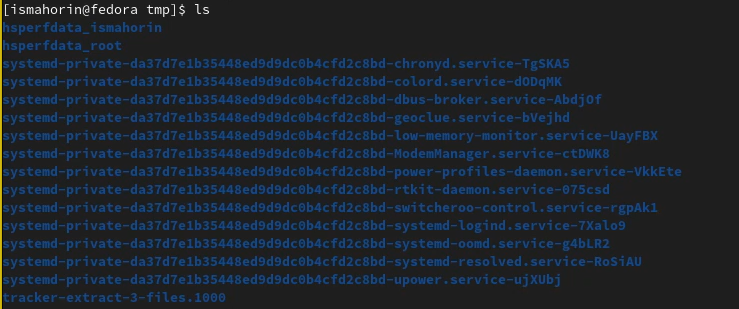 [ismahorin@fedora tmp]$ ls
hsperfdata_ismahorin
hsperfdata_root
systemd-private-da37d7e1b35448ed9d9dc0b4cfd2c8bd-chronyd.service-TgSKA5
systemd-private-da37d7e1b35448ed9d9dc0b4cfd2c8bd-colord.service-dODqMK
systemd-private-da37d7e1b35448ed9d9dc0b4cfd2c8bd-dbus-broker.service-AbdjOf
systemd-private-da37d7e1b35448ed9d9dc0b4cfd2c8bd-geoclue.service-bVejhd
systemd-private-da37d7e1b35448ed9d9dc0b4cfd2c8bd-low-memory-monitor.service-UayFBX
systemd-private-da37d7e1b35448ed9d9dc0b4cfd2c8bd-ModemManager.service-ctDWK8
systemd-private-da37d7e1b35448ed9d9dc0b4cfd2c8bd-power-profiles-daemon.service-VkkEte
systemd-private-da37d7e1b35448ed9d9dc0b4cfd2c8bd-rtkit-daemon.service-075csd
systemd-private-da37d7e1b35448ed9d9dc0b4cfd2c8bd-switcheroo-control.service-rgpAk1
systemd-private-da37d7e1b35448ed9d9dc0b4cfd2c8bd-systemd-logind.service-7Xalo9
systemd-private-da37d7e1b35448ed9d9dc0b4cfd2c8bd-systemd-oomd.service-g4bLR2
systemd-private-da37d7e1b35448ed9d9dc0b4cfd2c8bd-systemd-resolved.service-RoSiAU
systemd-private-da37d7e1b35448ed9d9dc0b4cfd2c8bd-upower.service-ujXUbj
tracker-extract-3-files.1000